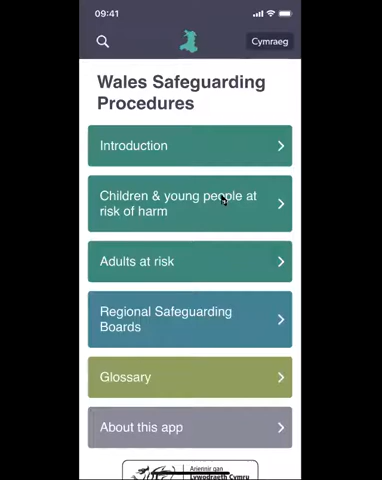 09:41
Cymraeg
Wales Safeguarding
Procedures
Introduction
Children & young people at
risk of harm
Adults at risk
Regional Safeguarding
Boards
Glossary
About this app
Ariennir gan
Lywodraeth Cymru